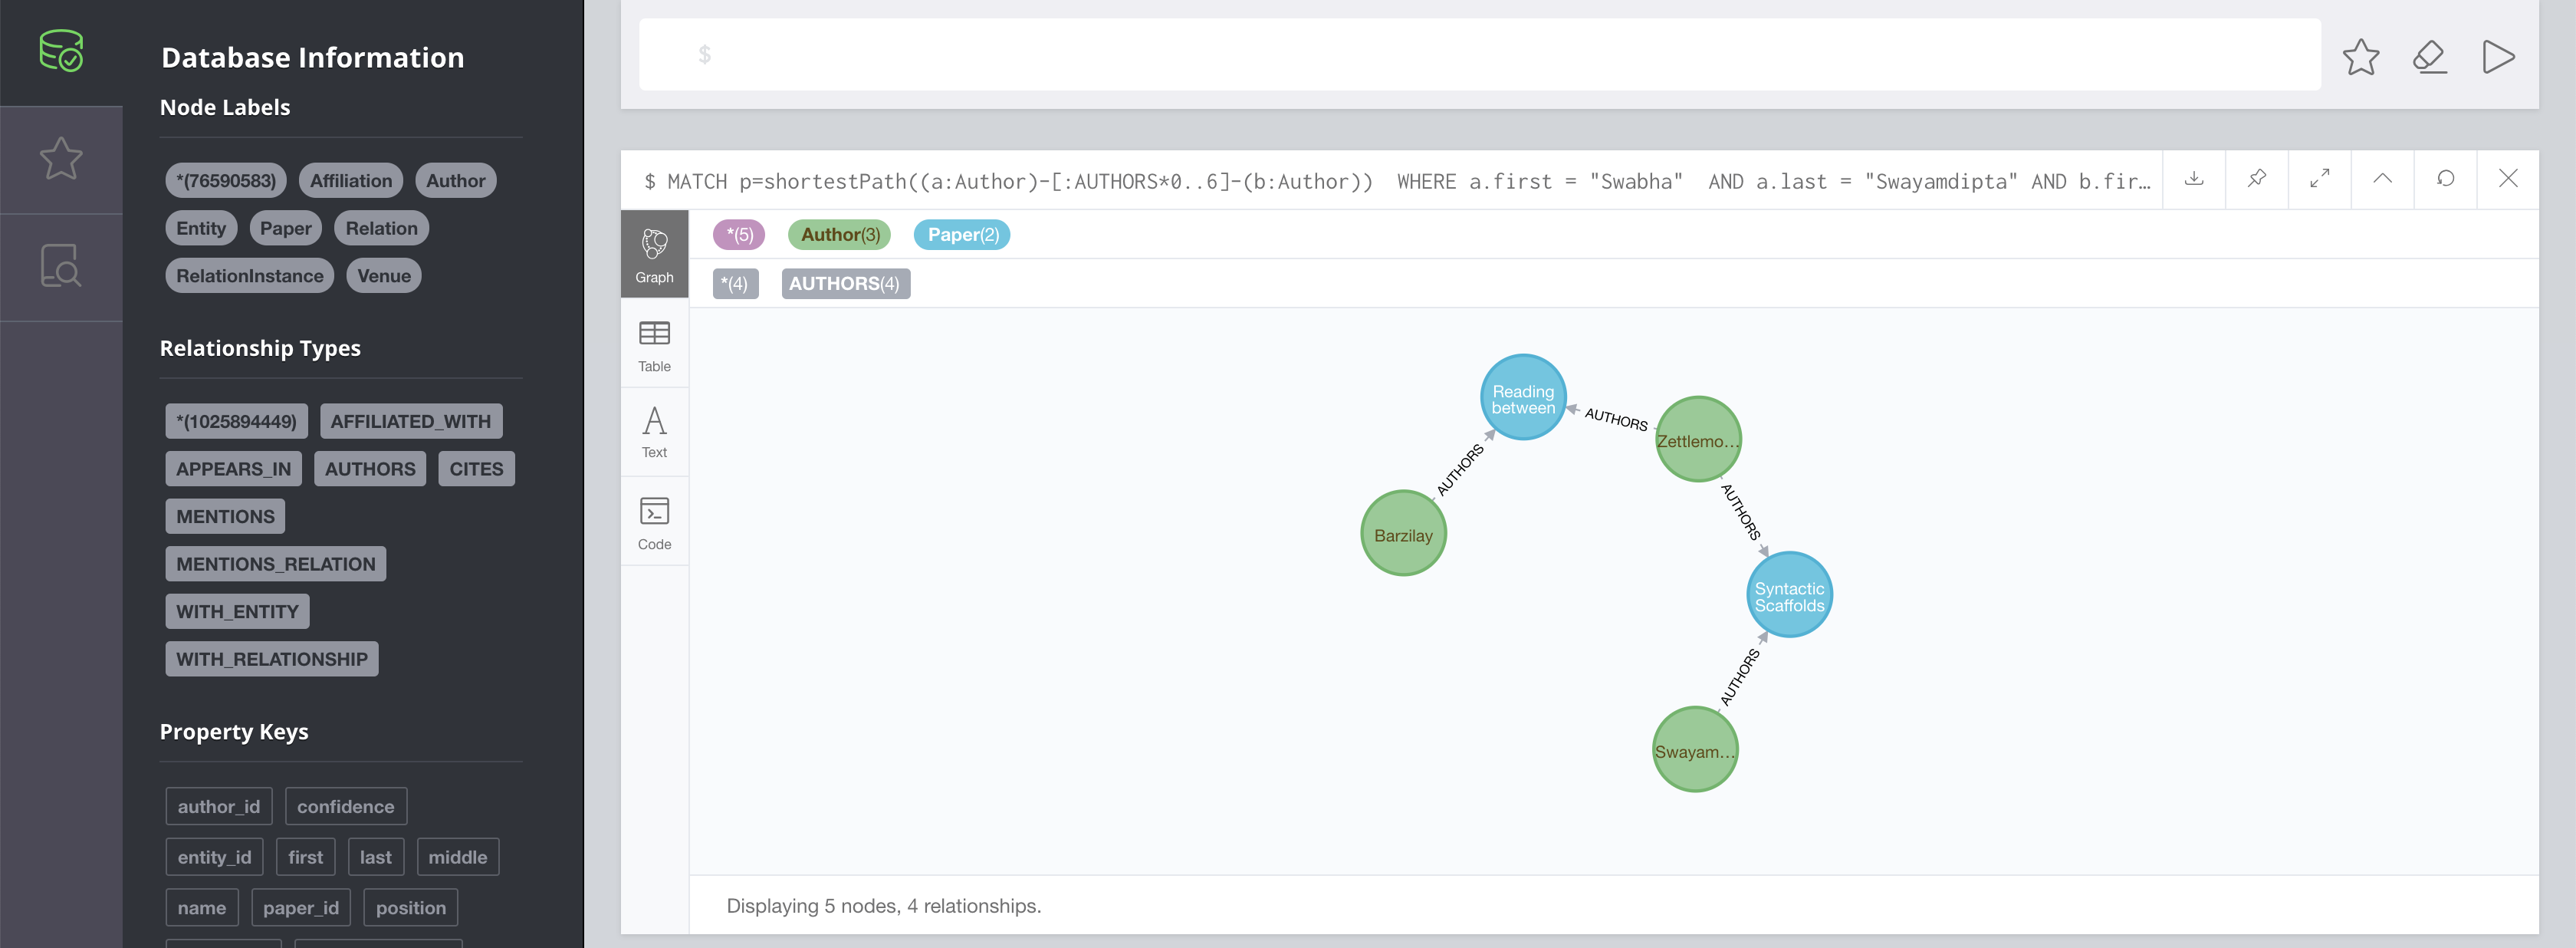 Database Information
Node Labels
*(76590583) Affiliation Author
Entity Paper Relation
RelationInstance Venue
Relationship Types
*(1025894449) AFFILIATED_WITH
APPEARS_IN AUTHORS CITES
MENTIONS
MENTIONS_RELATION
WITH_ENTITY
WITH_RELATIONSHIP
Property Keys
author_id confidence
entity_id first last middle
name paper_id position
$
$ MATCH p=shortestPath((a:Author)-[:AUTHORS*0..6]-(b:Author))  WHERE a.first = "Swabha"  AND a.last = "Swayamdipta" AND b.fir…
Graph
Table
Text
Code
*(5) Author(3) Paper(2)
*(4) AUTHORS(4)
Reading
between
AUTHORS
Zettlemo…
AUTHORS
Barzilay
AUTHORS
Syntactic
Scaffolds
AUTHORS
Swayam…
Displaying 5 nodes, 4 relationships.